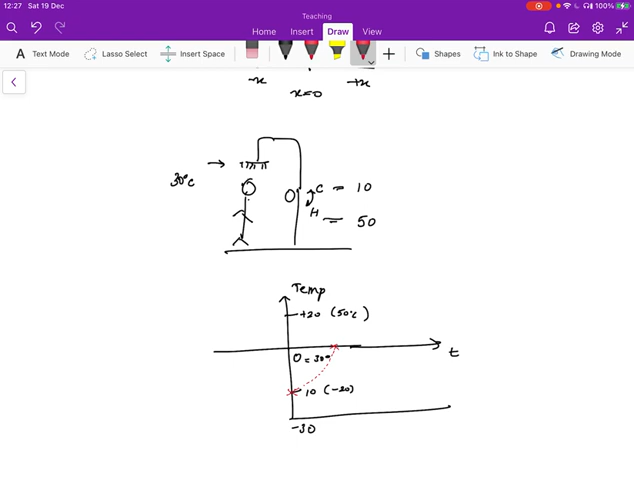 12:27 Sat 19 Dec
100%
Teaching
Home Insert Draw View
Text Mode Lasso Select Insert Space Shapes Ink to Shape Drawing Mode
-x +x
x=0
30°C
C = 10
H = 50
Temp
+20 (50°C)
0 = 30°
t
10 (-20)
-30